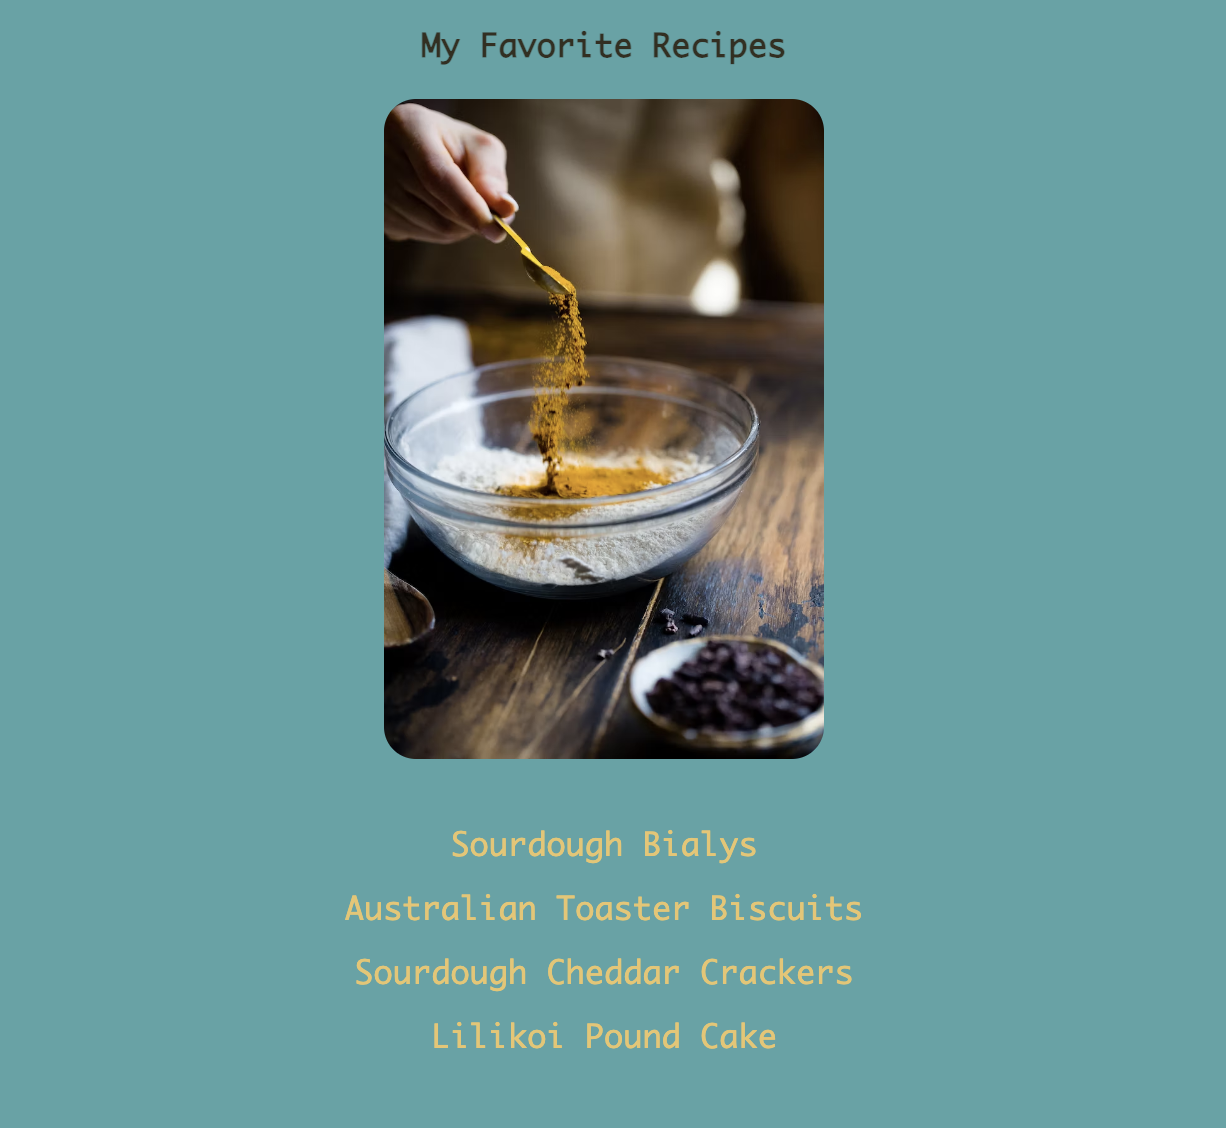 My Favorite Recipes
Sourdough Bialys
Australian Toaster Biscuits
Sourdough Cheddar Crackers
Lilikoi Pound Cake